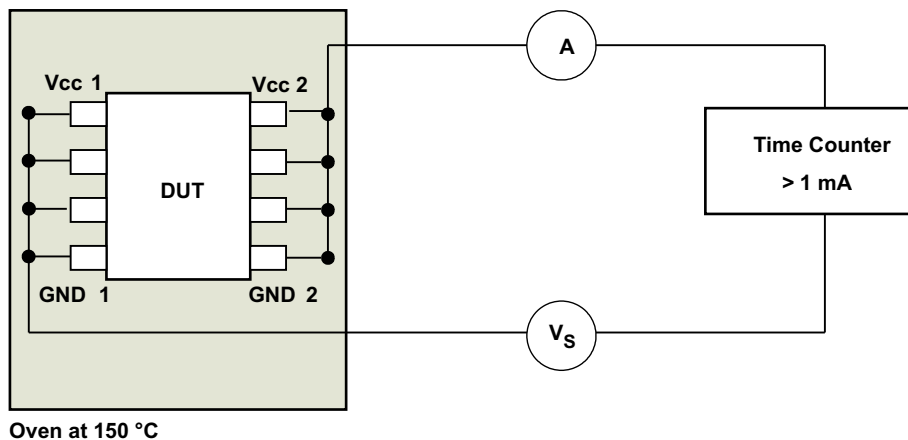 A
Vcc 1
Vcc 2
Time Counter
> 1 mA
DUT
GND 1
GND 2
VS
Oven at 150 °C